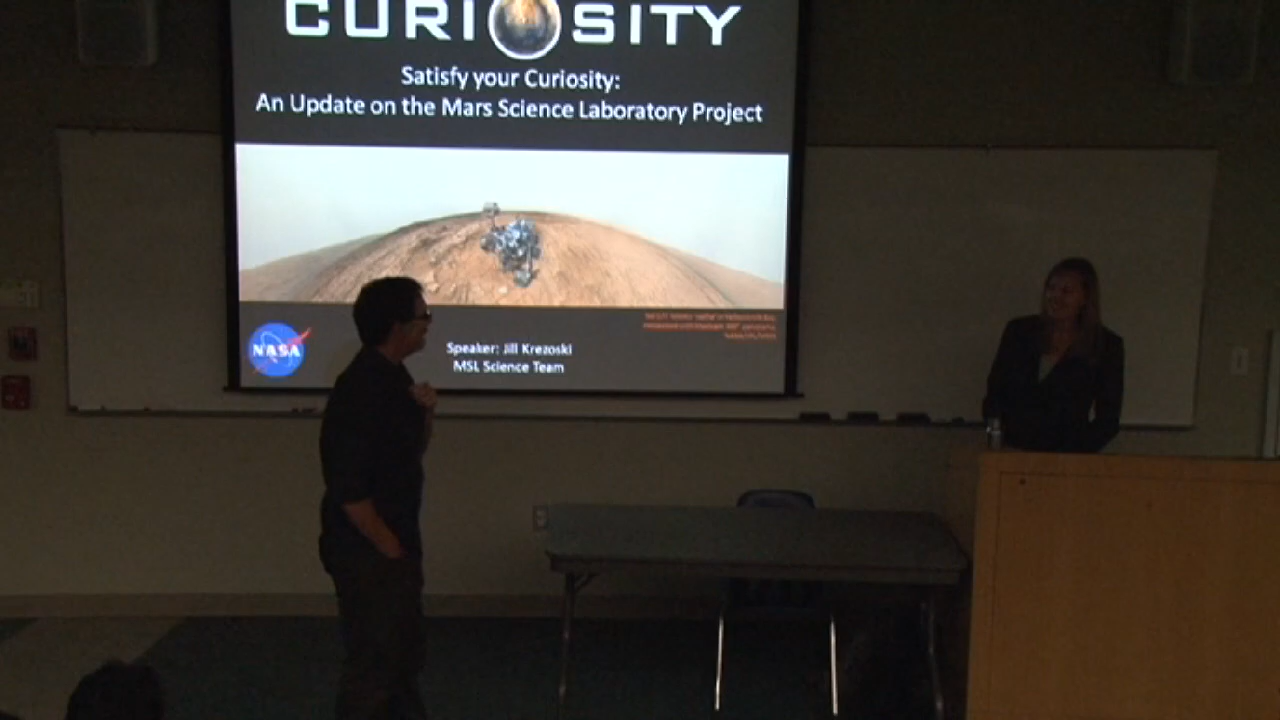 CURIOSITY
Satisfy your Curiosity:
An Update on the Mars Science Laboratory Project
NASA
Speaker: Jill Krezoski
MSL Science Team